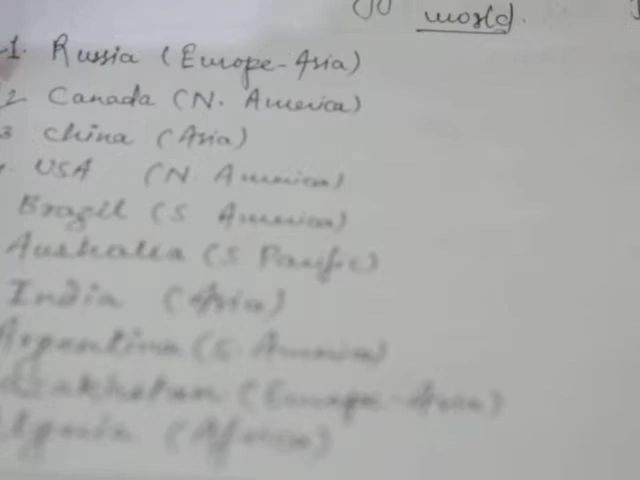 world.
1. Russia (Europe-Asia)
2 Canada (N. America)
3 China (Asia)
USA (N America)
Brazil (S America)
Australia (S Pacific)
India (Asia)
Argentina (S. America)
(Europe-Asia)
(Africa)